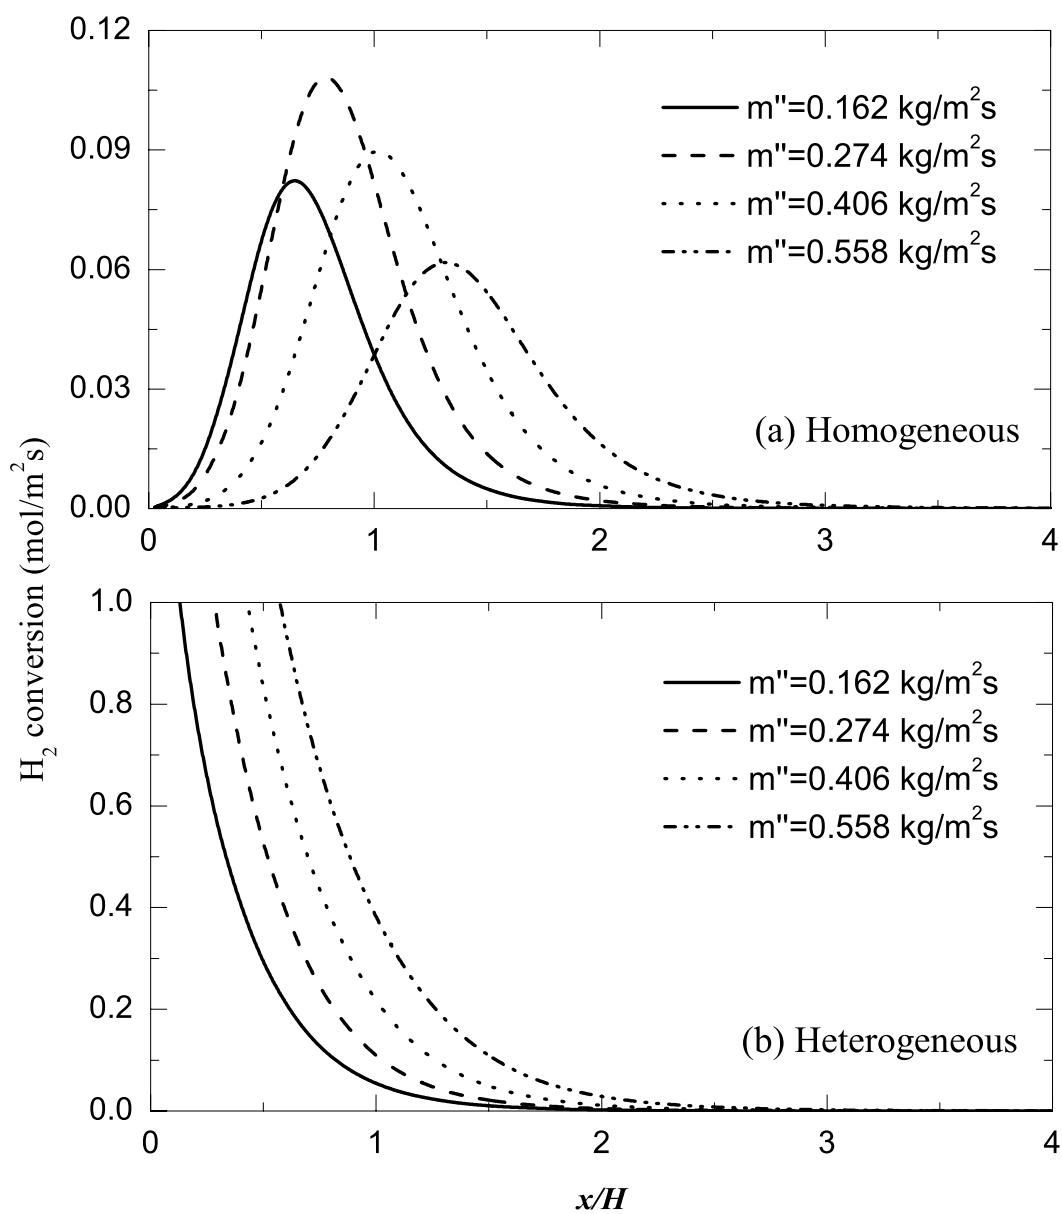 0.12
0.09
0.06
0.03
0.00
m''=0.162 kg/m²s
m''=0.274 kg/m²s
m''=0.406 kg/m²s
m''=0.558 kg/m²s
(a) Homogeneous
0 1 2 3 4
H₂ conversion (mol/m²s)
1.0
0.8
0.6
0.4
0.2
0.0
m''=0.162 kg/m²s
m''=0.274 kg/m²s
m''=0.406 kg/m²s
m''=0.558 kg/m²s
(b) Heterogeneous
0 1 2 3 4
x/H